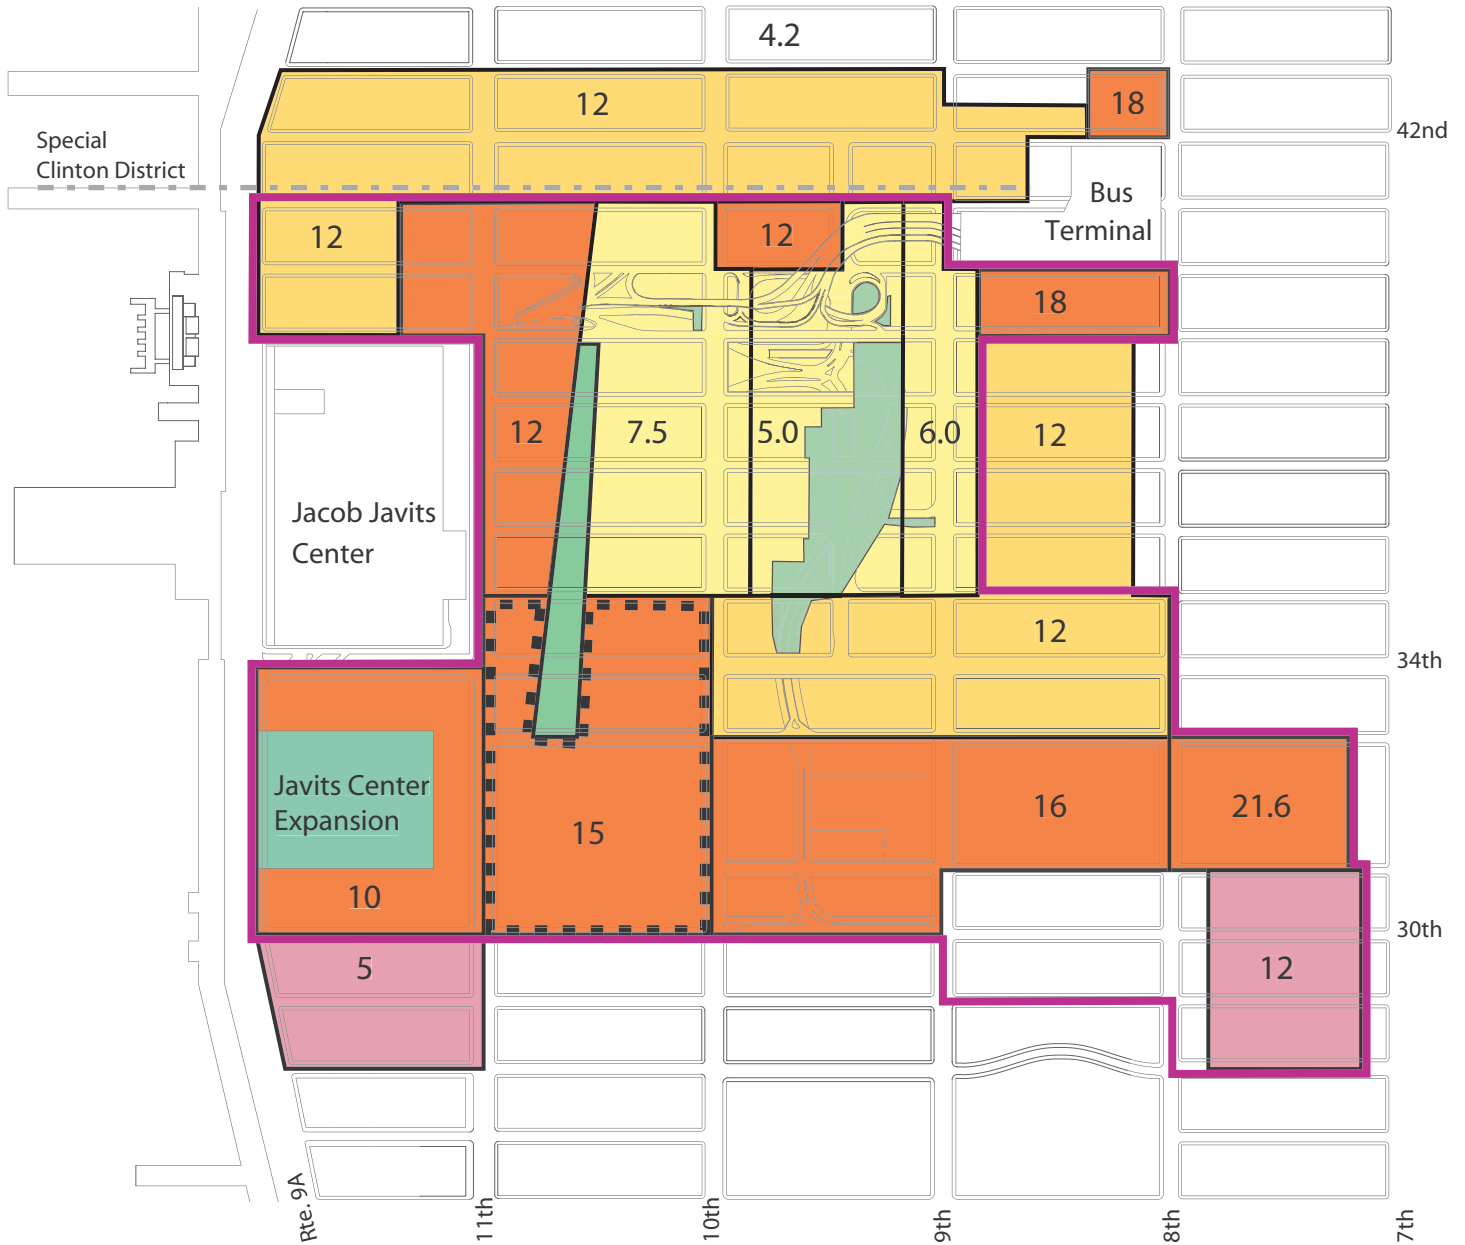 4.2
12
18
42nd
Special
Clinton District
Bus
Terminal
12
12
18
12
7.5
5.0
6.0
12
Jacob Javits
Center
12
34th
Javits Center
Expansion
15
16
21.6
10
30th
5
12
Rte. 9A
11th
10th
9th
8th
7th